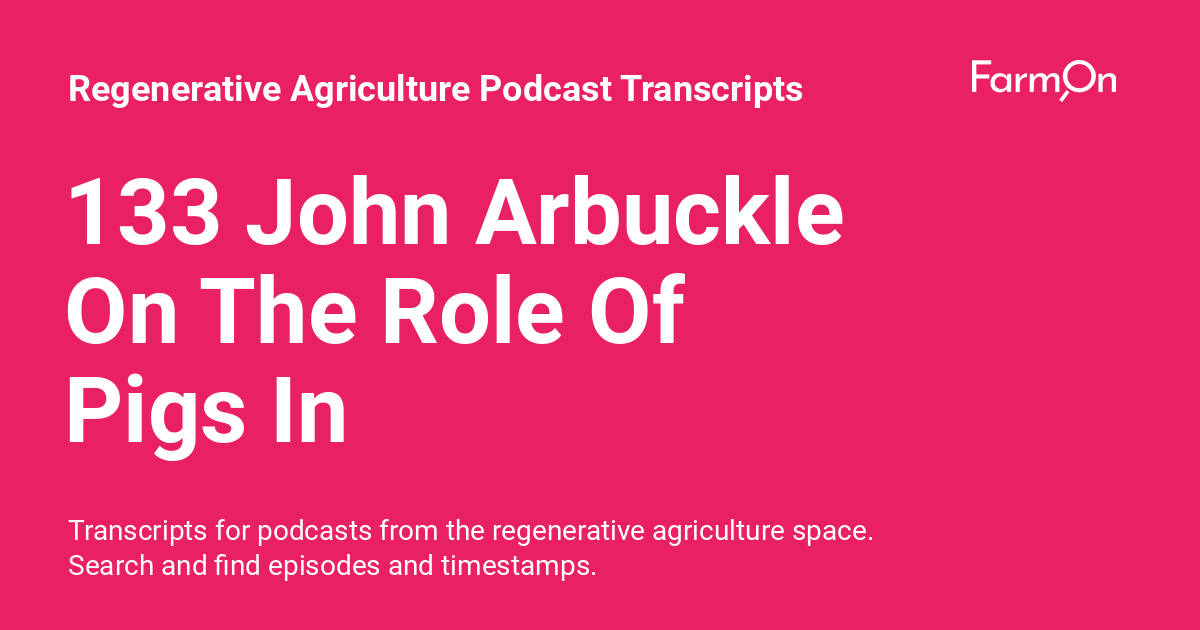 Regenerative Agriculture Podcast Transcripts
FarmOn
133 John Arbuckle
On The Role Of
Pigs In
Transcripts for podcasts from the regenerative agriculture space.
Search and find episodes and timestamps.